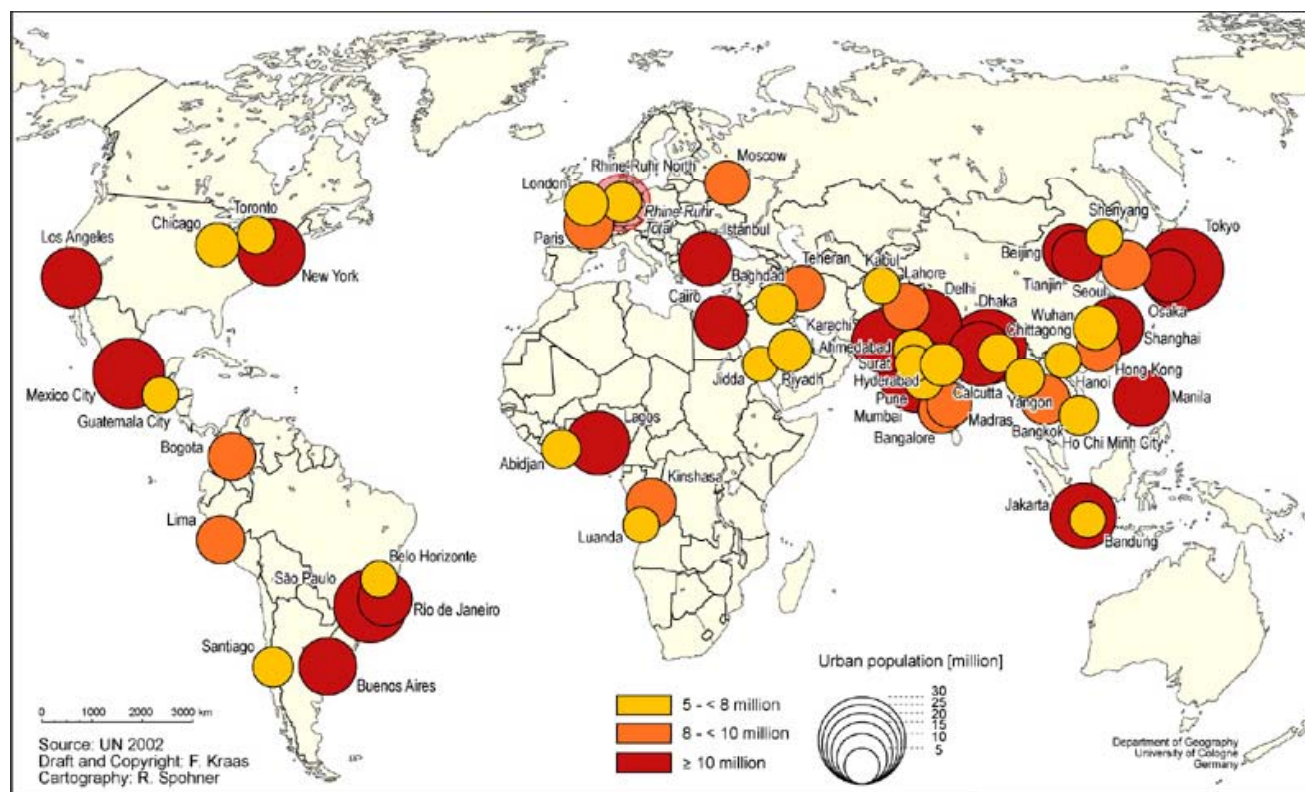 Rhine-Ruhr North
Moscow
London
Rhine-Ruhr
Total
Paris
Istanbul
Toronto
Chicago
Los Angeles
New York
Shenyang
Tokyo
Beijing
Tianjin
Seoul
Osaka
Teheran
Kabul
Lahore
Baghdad
Delhi
Dhaka
Cairo
Karachi
Chittagong
Wuhan
Shanghai
Ahmedabad
Surat
Hyderabad
Pune
Mumbai
Bangalore
Calcutta
Madras
Yangon
Bangkok
Hanoi
Hong Kong
Manila
Ho Chi Minh City
Jidda
Riyadh
Mexico City
Guatemala City
Bogota
Lagos
Abidjan
Kinshasa
Lima
Luanda
Jakarta
Bandung
Belo Horizonte
São Paulo
Rio de Janeiro
Santiago
Buenos Aires
0 1000 2000 3000 km
Source: UN 2002
Draft and Copyright: F. Kraas
Cartography: R. Spohner
5 - < 8 million
8 - < 10 million
≥ 10 million
Urban population [million]
30
25
20
15
10
5
Department of Geography
University of Cologne
Germany